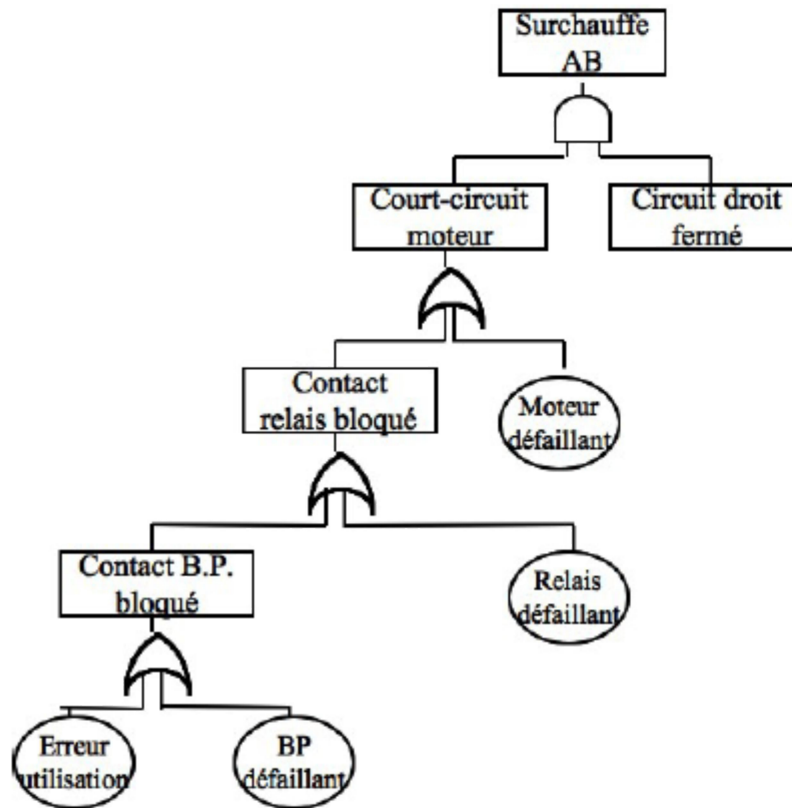 Surchauffe
AB
Court-circuit
moteur
Circuit droit
fermé
Contact
relais bloqué
Moteur
défaillant
Contact B.P.
bloqué
Relais
défaillant
Erreur
utilisation
BP
défaillant